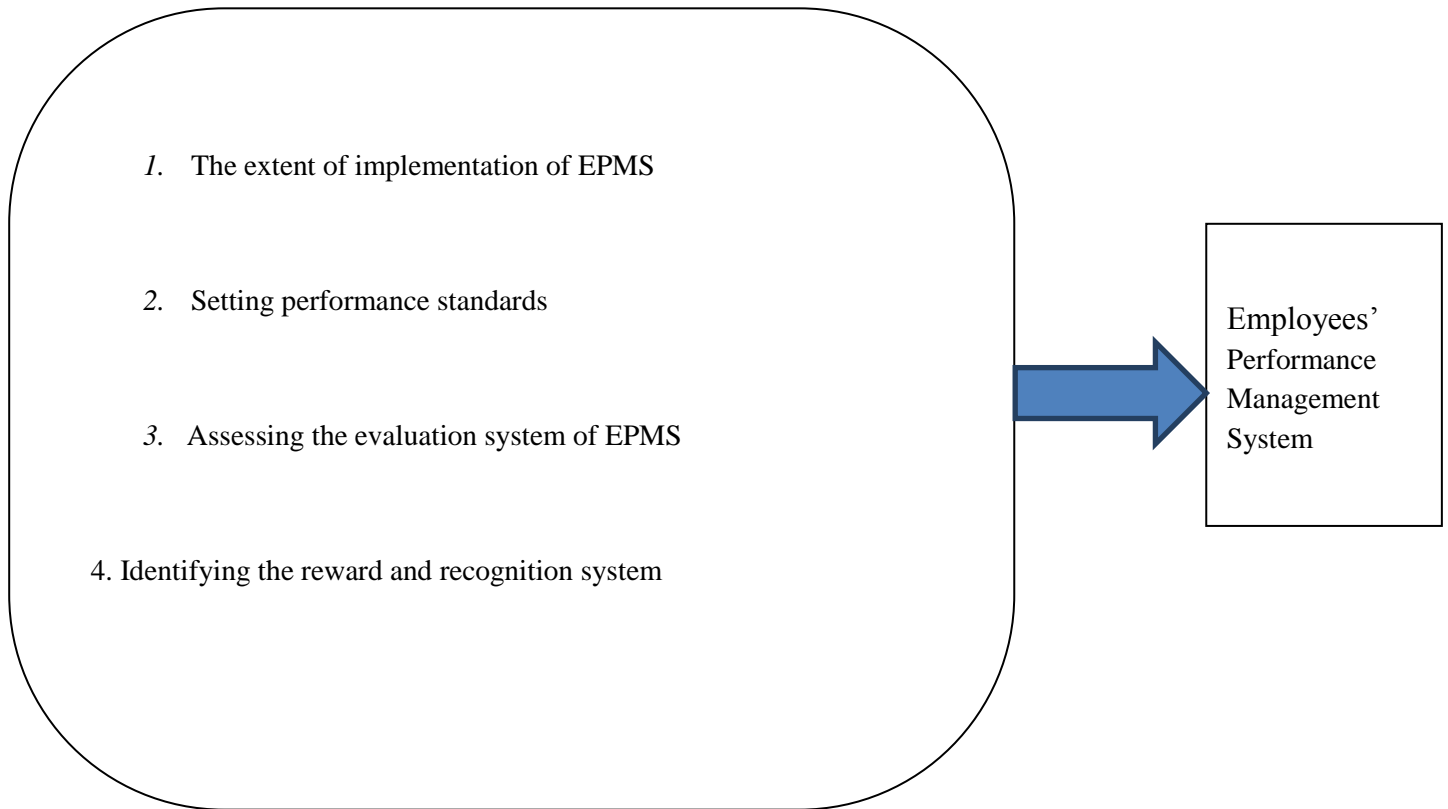 1. The extent of implementation of EPMS
2. Setting performance standards
3. Assessing the evaluation system of EPMS
4. Identifying the reward and recognition system
Employees’
Performance
Management
System